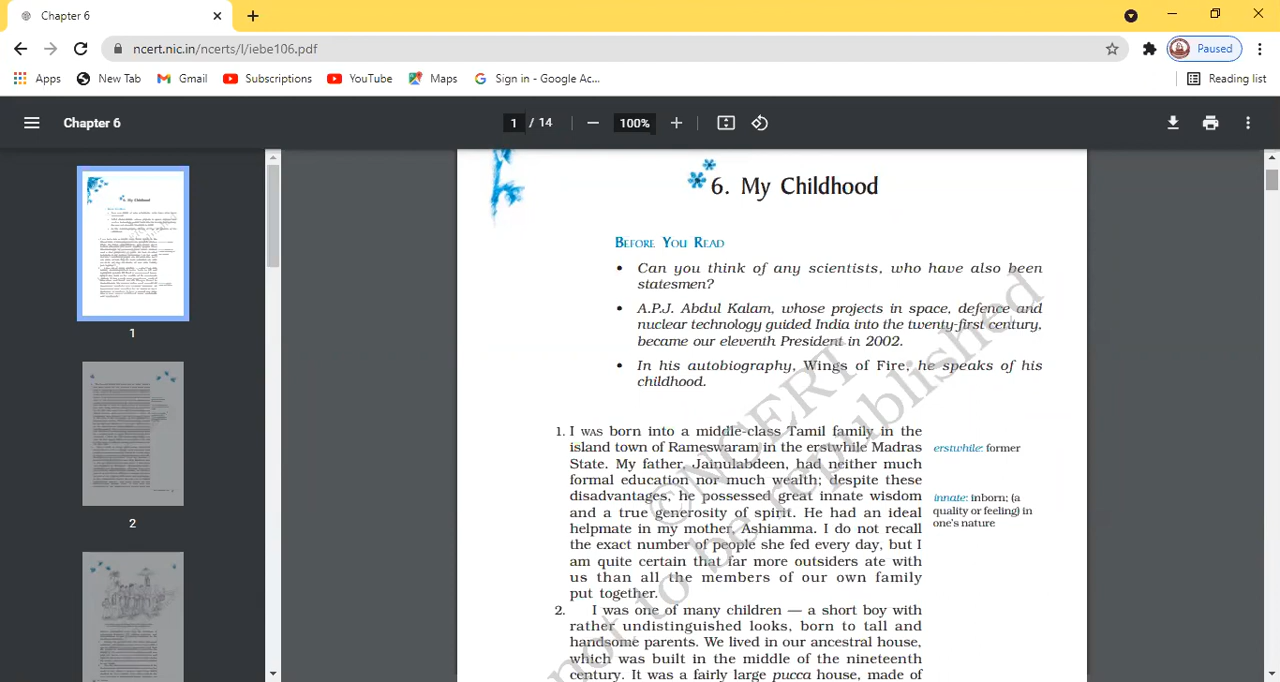 Chapter 6
ncert.nic.in/ncerts/l/iebe106.pdf
Paused
Apps
New Tab
Gmail
Subscriptions
YouTube
Maps
Sign in - Google Ac...
Reading list
Chapter 6
1 / 14
100%
1
2
6. My Childhood
BEFORE YOU READ
• Can you think of any scientists, who have also been
statesmen?
• A.P.J. Abdul Kalam, whose projects in space, defence and
nuclear technology guided India into the twenty-first century,
became our eleventh President in 2002.
• In his autobiography, Wings of Fire, he speaks of his
childhood.
1. I WAS born into a middle-class Tamil family in the
island town of Rameswaram in the erstwhile Madras
State. My father, Jainulabdeen, had neither much
formal education nor much wealth; despite these
disadvantages, he possessed great innate wisdom
and a true generosity of spirit. He had an ideal
helpmate in my mother, Ashiamma. I do not recall
the exact number of people she fed every day, but I
am quite certain that far more outsiders ate with
us than all the members of our own family
put together.
erstwhile: former
innate: inborn; (a
quality or feeling) in
one's nature
2. I was one of many children — a short boy with
rather undistinguished looks, born to tall and
handsome parents. We lived in our ancestral house,
which was built in the middle of the nineteenth
century. It was a fairly large pucca house, made of
©NCERT
not to be republished